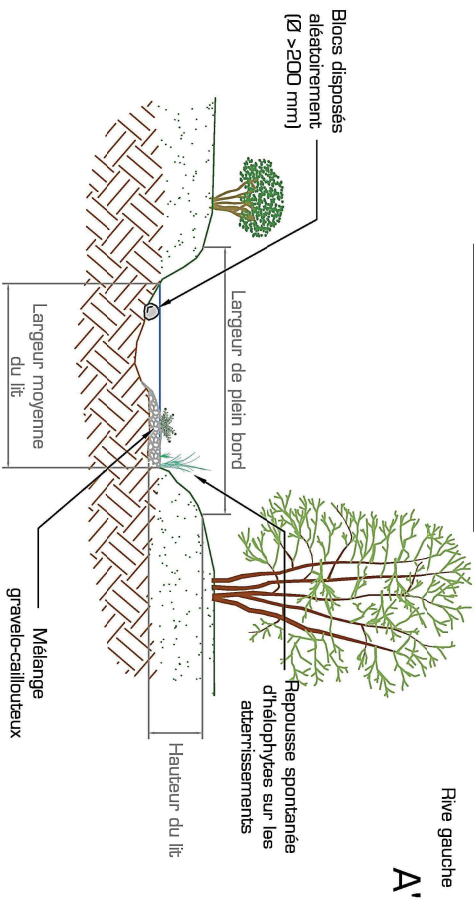 Rive gauche
A'
Blocs disposés
aléatoirement
(Ø >200 mm)
Largeur de plein bord
Repousse spontanée
d'hélophytes sur les
atterrissements
Largeur moyenne
du lit
Hauteur du lit
Mélange
gravelo-caillouteux